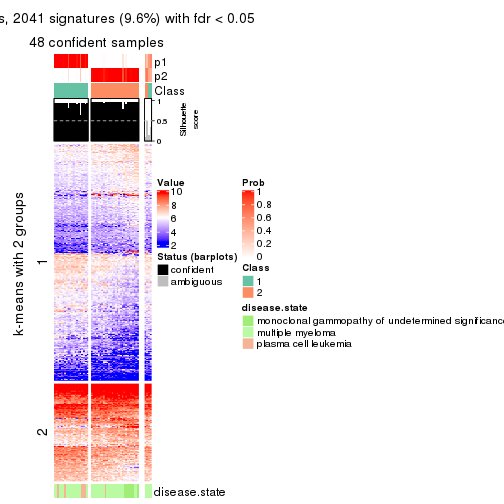 s, 2041 signatures (9.6%) with fdr < 0.05
48 confident samples
p1
p2
Class
1
0.5
0
Silhouette
score
k-means with 2 groups
1
2
Value
10
8
6
4
2
Status (barplots)
confident
ambiguous
Prob
1
0.8
0.6
0.4
0.2
0
Class
1
2
disease.state
monoclonal gammopathy of undetermined significance
multiple myeloma
plasma cell leukemia
disease.state